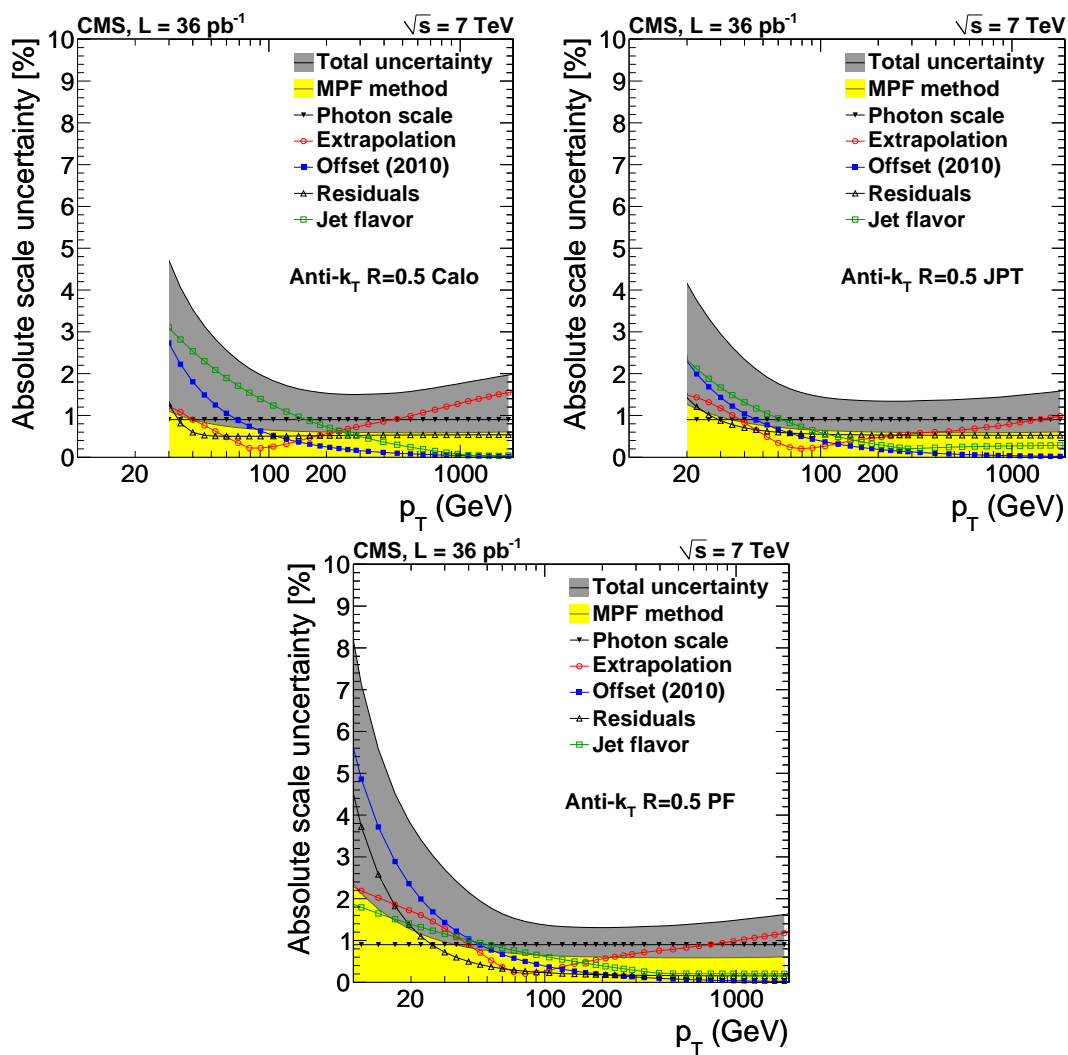 CMS, L = 36 pb⁻¹ √s = 7 TeV
Absolute scale uncertainty [%]
10
9
8
7
6
5
4
3
2
1
0
Total uncertainty
MPF method
Photon scale
Extrapolation
Offset (2010)
Residuals
Jet flavor
Anti-k_T R=0.5 Calo
20 100 200 1000
p_T (GeV)
CMS, L = 36 pb⁻¹ √s = 7 TeV
Absolute scale uncertainty [%]
10
9
8
7
6
5
4
3
2
1
0
Total uncertainty
MPF method
Photon scale
Extrapolation
Offset (2010)
Residuals
Jet flavor
Anti-k_T R=0.5 JPT
20 100 200 1000
p_T (GeV)
CMS, L = 36 pb⁻¹ √s = 7 TeV
Absolute scale uncertainty [%]
10
9
8
7
6
5
4
3
2
1
0
Total uncertainty
MPF method
Photon scale
Extrapolation
Offset (2010)
Residuals
Jet flavor
Anti-k_T R=0.5 PF
20 100 200 1000
p_T (GeV)